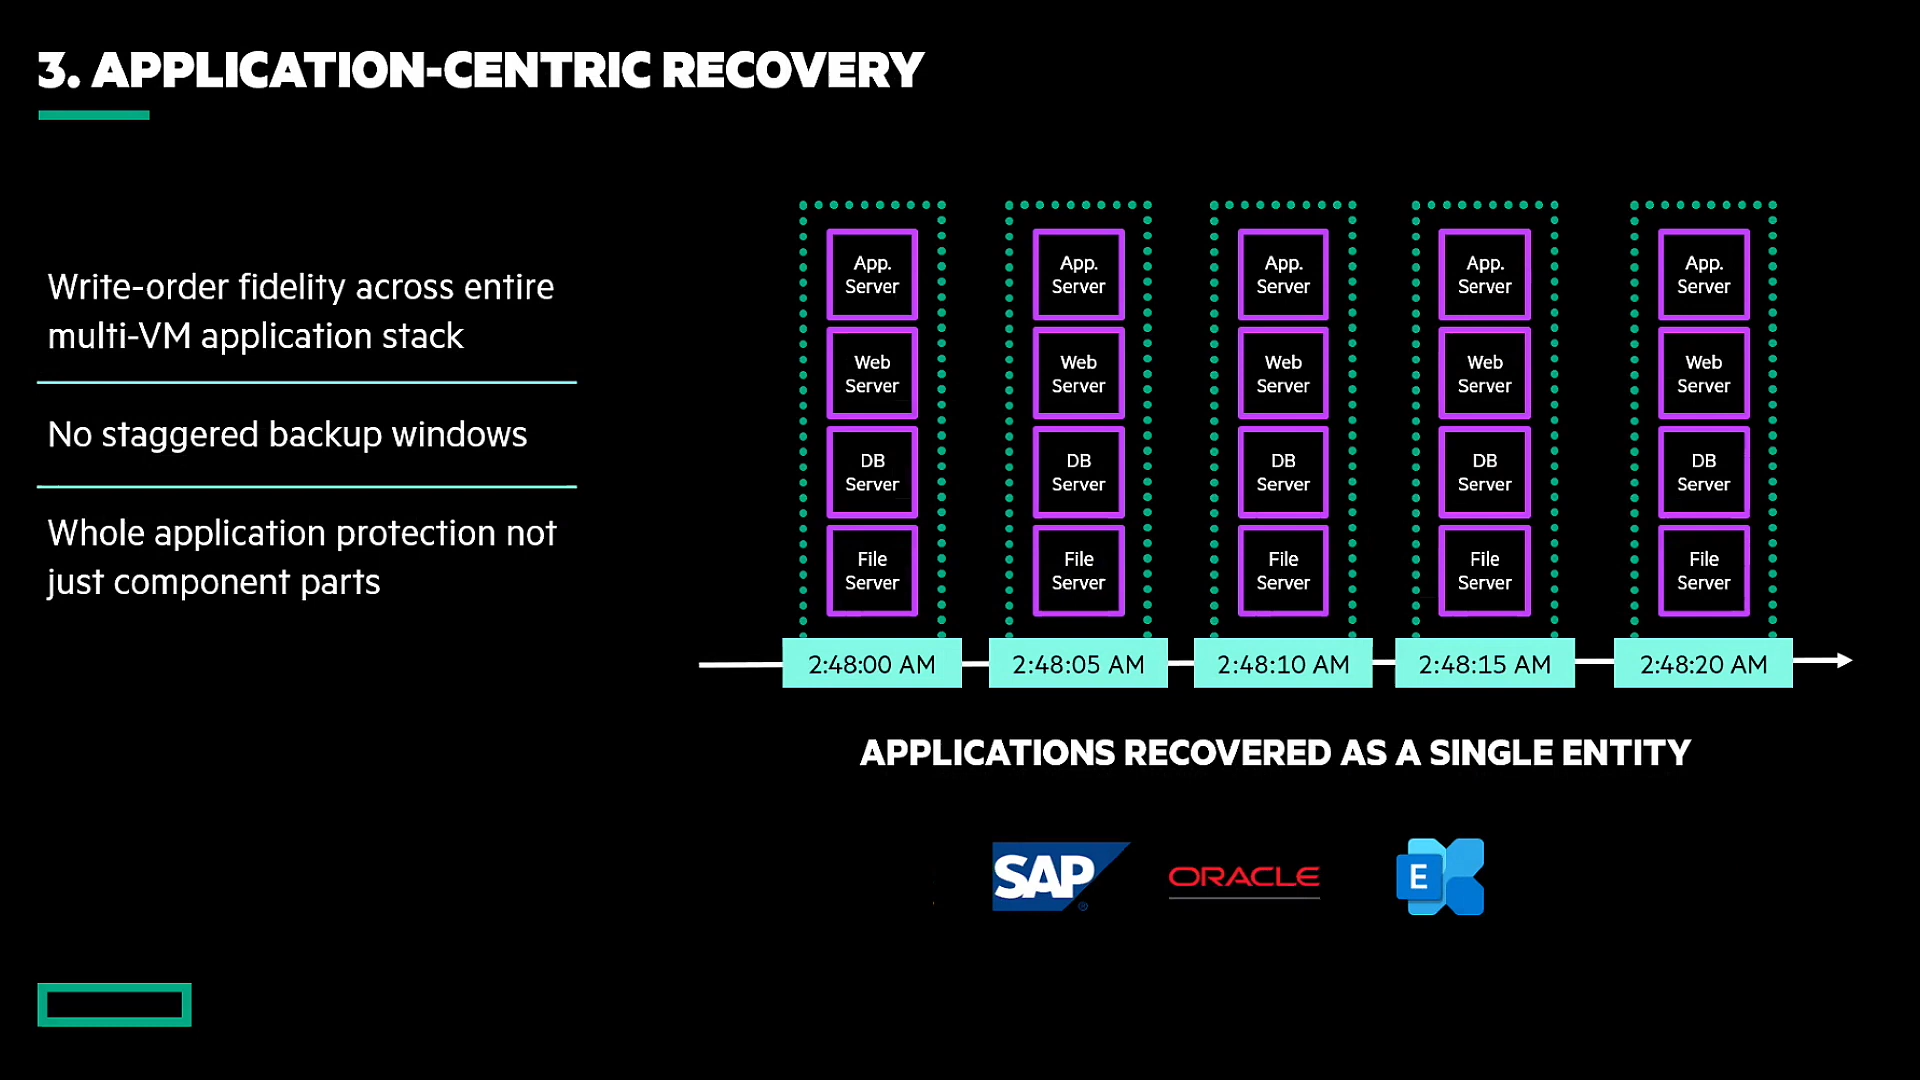 3. APPLICATION-CENTRIC RECOVERY
Write-order fidelity across entire
multi-VM application stack
No staggered backup windows
Whole application protection not
just component parts
App.
Server
Web
Server
DB
Server
File
Server
2:48:00 AM
App.
Server
Web
Server
DB
Server
File
Server
2:48:05 AM
App.
Server
Web
Server
DB
Server
File
Server
2:48:10 AM
App.
Server
Web
Server
DB
Server
File
Server
2:48:15 AM
App.
Server
Web
Server
DB
Server
File
Server
2:48:20 AM
APPLICATIONS RECOVERED AS A SINGLE ENTITY
SAP®
ORACLE
E